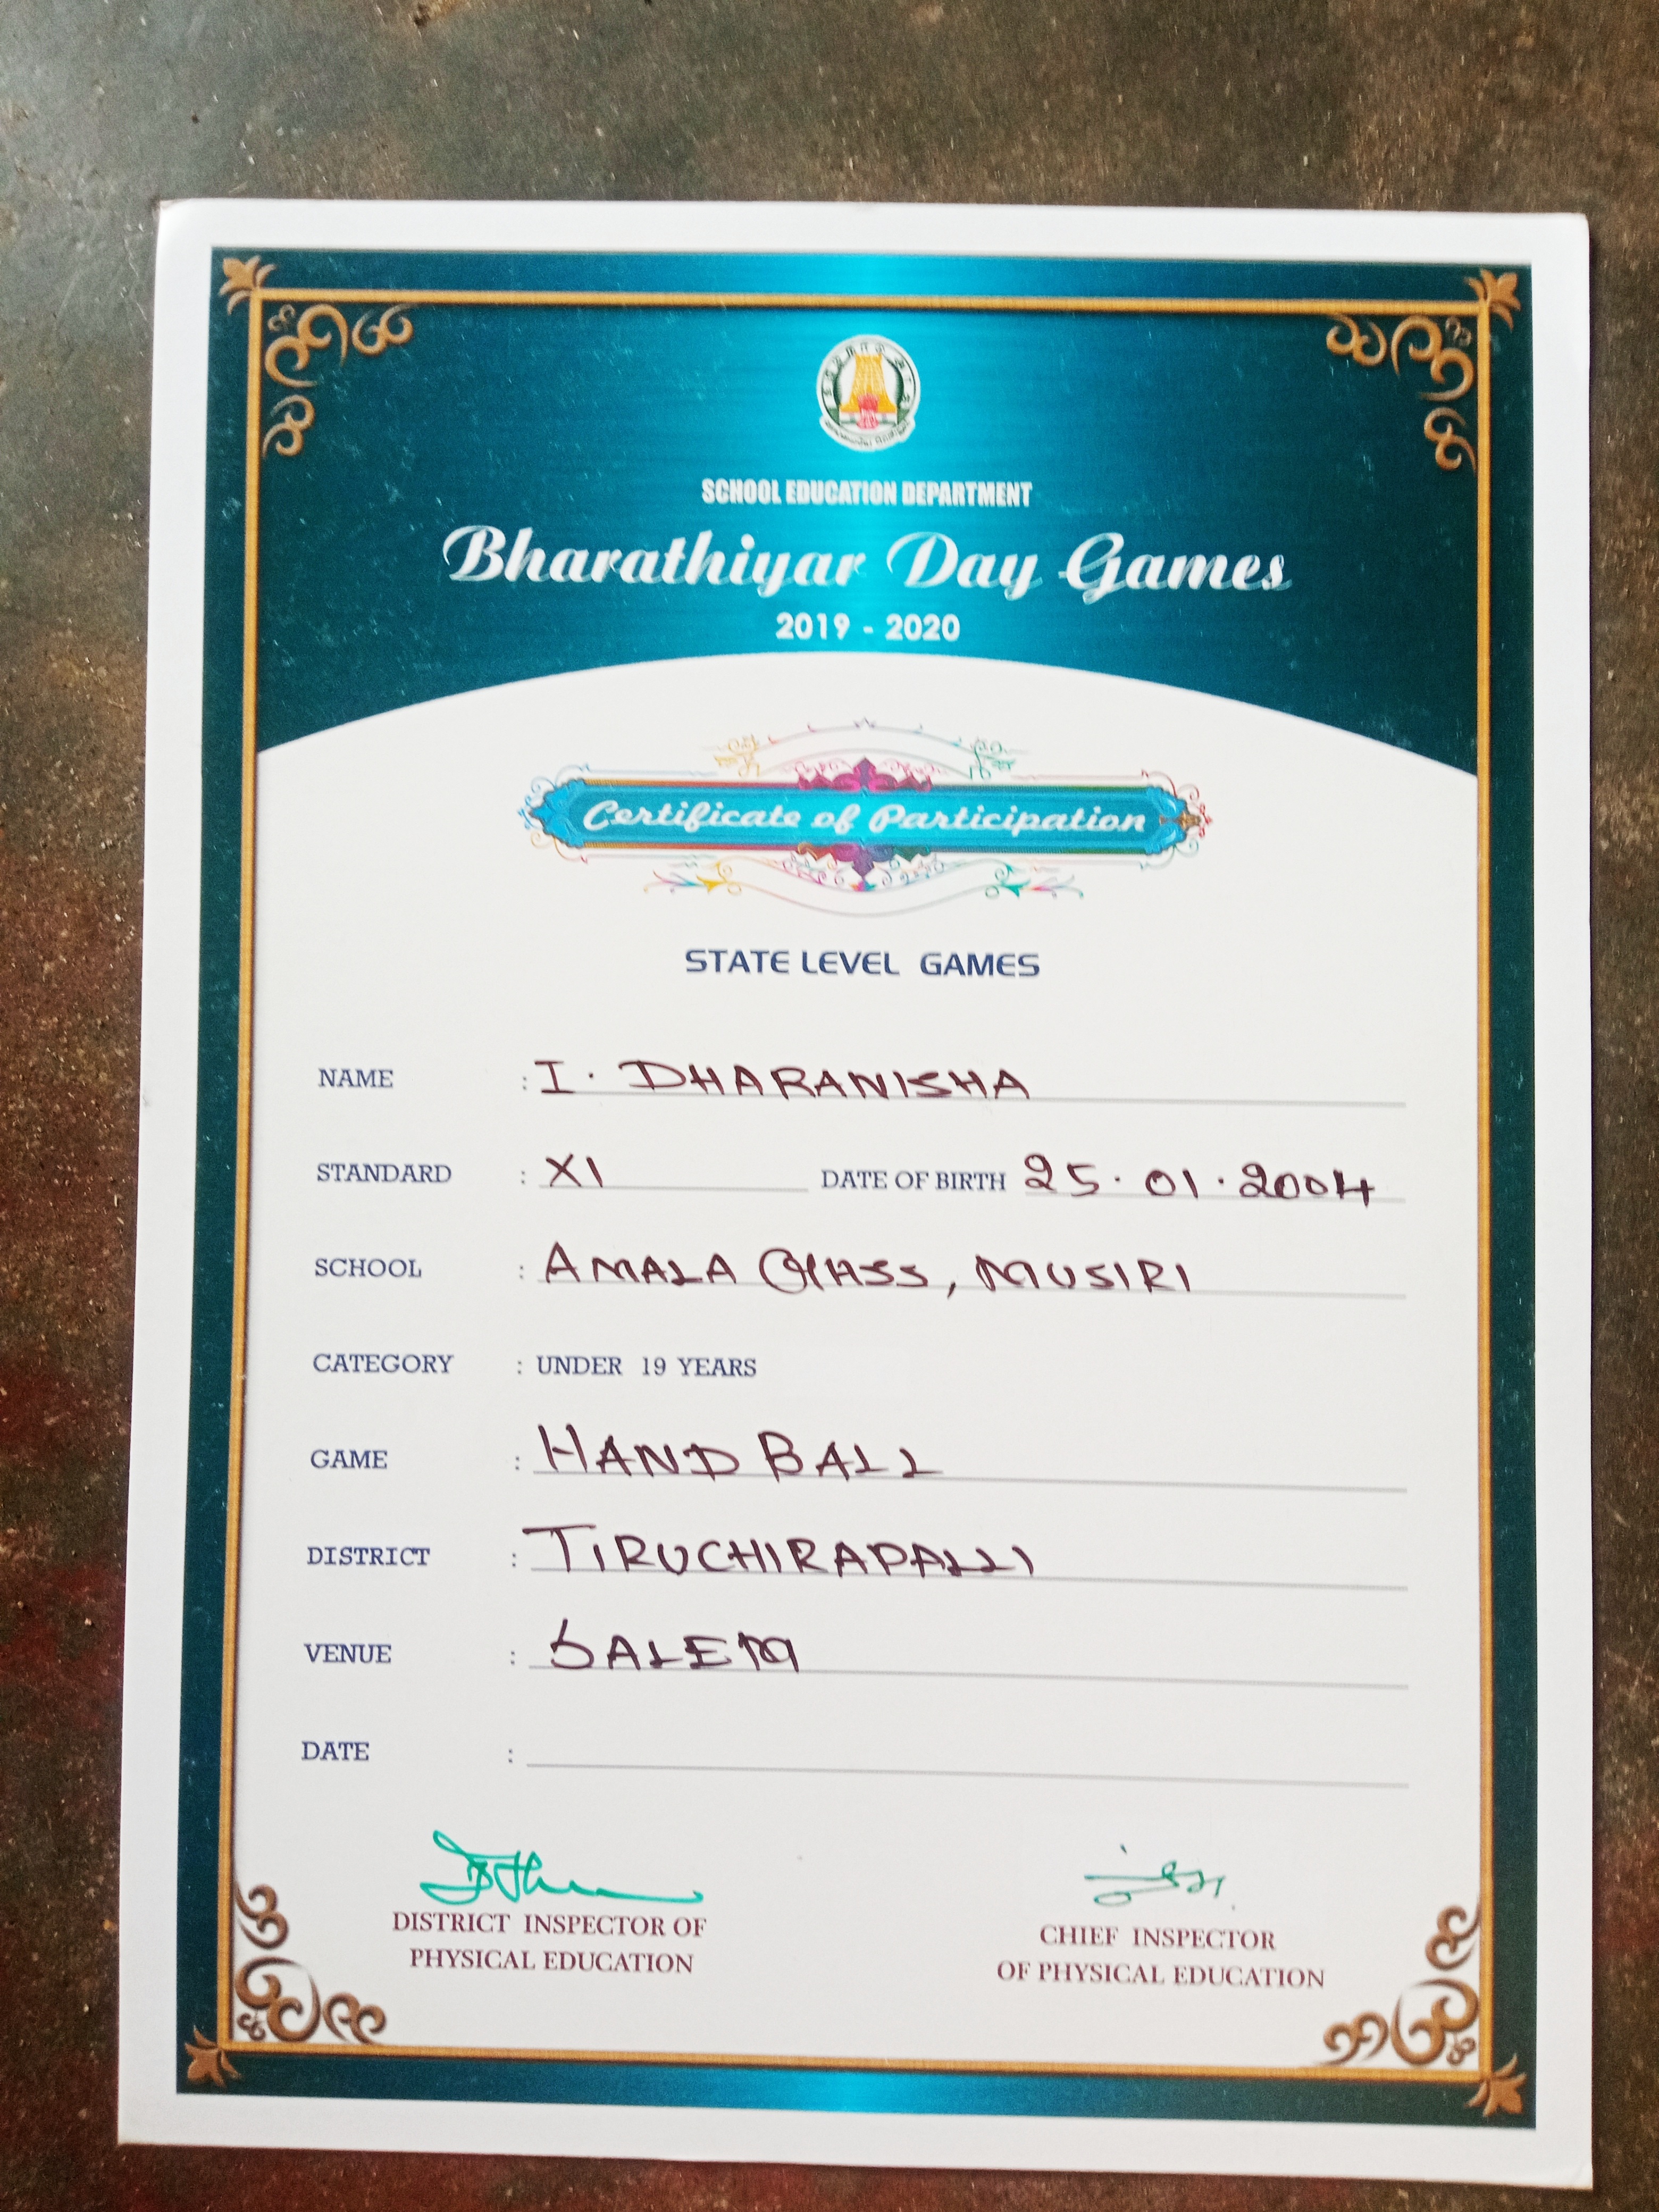 SCHOOL EDUCATION DEPARTMENT
Bharathiyar Day Games
2019 - 2020
Certificate of Participation
STATE LEVEL GAMES
NAME : I. DHARANISHA
STANDARD : XI DATE OF BIRTH 25.01.2004
SCHOOL : AMALA GHSS, MUSIRI
CATEGORY : UNDER 19 YEARS
GAME : HAND BALL
DISTRICT : TIRUCHIRAPALLI
VENUE : SALEM
DATE :
DISTRICT INSPECTOR OF CHIEF INSPECTOR
PHYSICAL EDUCATION OF PHYSICAL EDUCATION